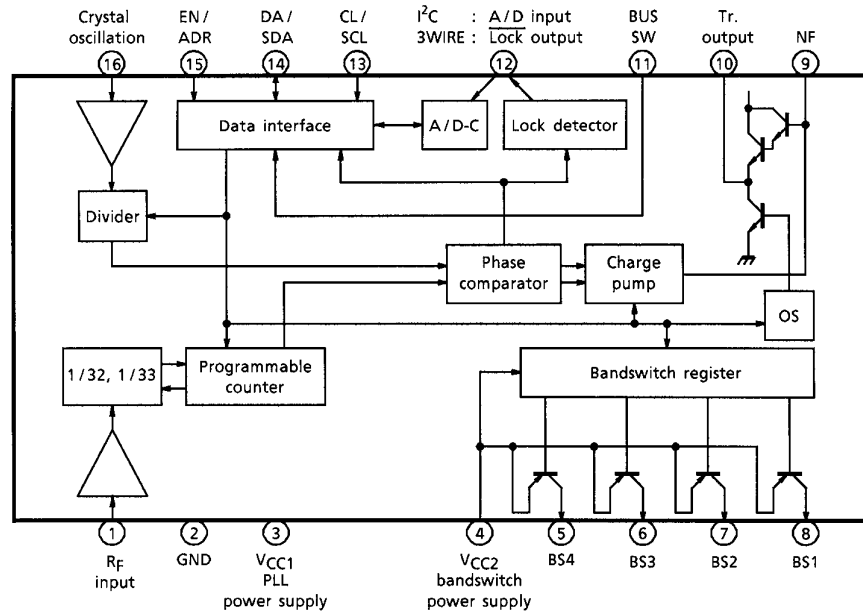 Crystal
oscillation
EN /
ADR
DA /
SDA
CL /
SCL
I²C : A / D input
3WIRE : Lock output
BUS
SW
Tr.
output
NF
16
15
14
13
12
11
10
9
Data interface
A / D-C
Lock detector
Divider
Phase
comparator
Charge
pump
OS
1 / 32, 1 / 33
Programmable
counter
Bandswitch register
1
2
3
4
5
6
7
8
RF
input
GND
VCC1
PLL
power supply
VCC2
bandswitch
power supply
BS4
BS3
BS2
BS1